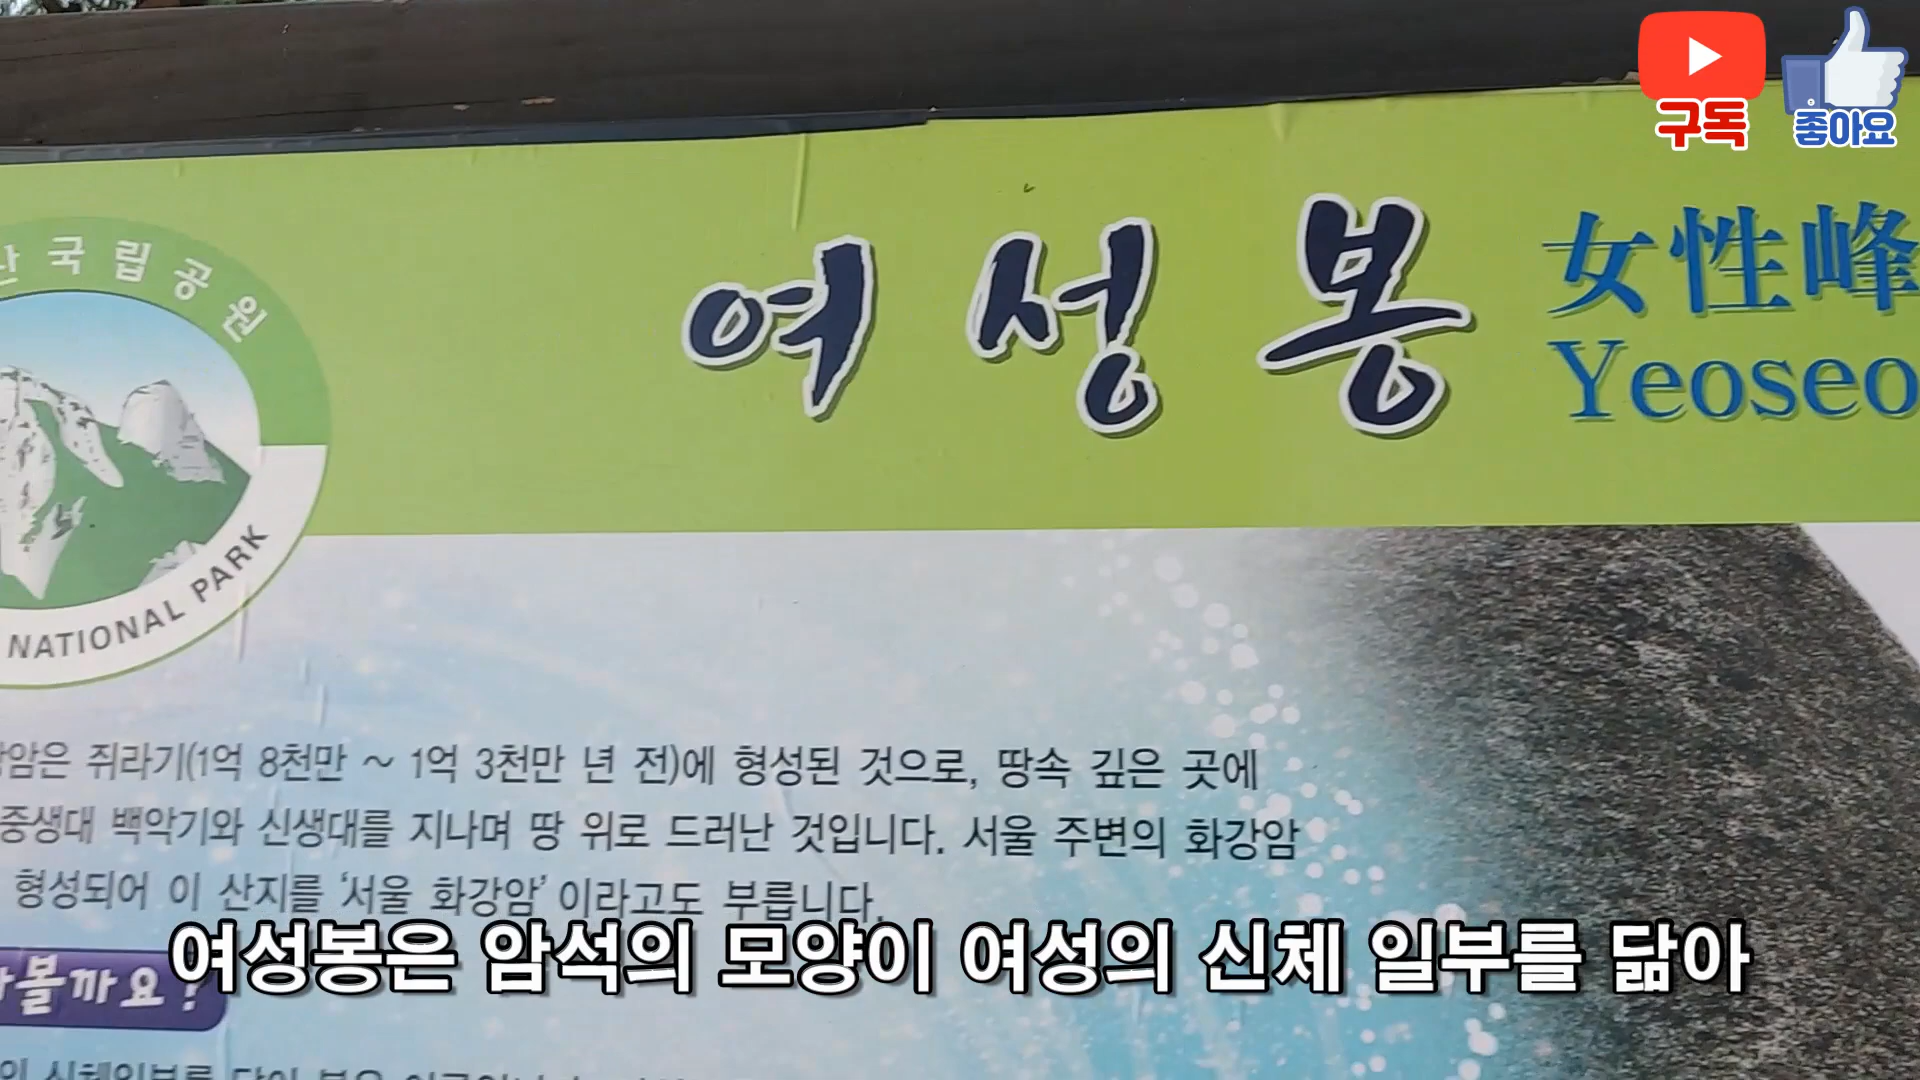 구독
좋아요
국립공원
여성봉
女性峰
Yeoseo
NATIONAL PARK
암은 쥐라기(1억 8천만 ~ 1억 3천만 년 전)에 형성된 것으로, 땅속 깊은 곳에
중생대 백악기와 신생대를 지나며 땅 위로 드러난 것입니다. 서울 주변의 화강암
형성되어 이 산지를 '서울 화강암'이라고도 부릅니다.
여성봉은 암석의 모양이 여성의 신체 일부를 닮아
볼까요?